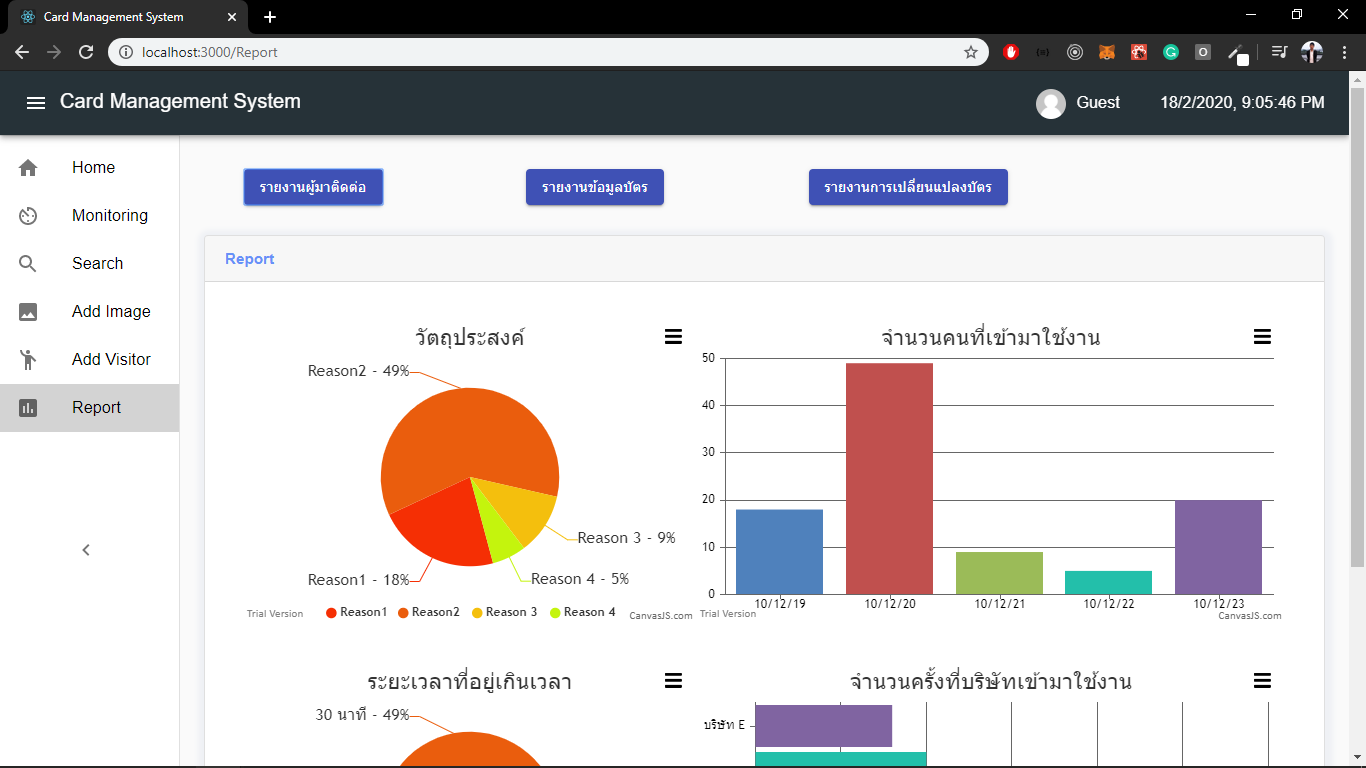 Card Management System
localhost:3000/Report
Card Management System
Guest
18/2/2020, 9:05:46 PM
Home
Monitoring
Search
Add Image
Add Visitor
Report
รายงานผู้มาติดต่อ
รายงานข้อมูลบัตร
รายงานการเปลี่ยนแปลงบัตร
Report
วัตถุประสงค์
Reason2 - 49%
Reason 3 - 9%
Reason 4 - 5%
Reason1 - 18%
Reason1 Reason2 Reason 3 Reason 4
Trial Version
CanvasJS.com
จำนวนคนที่เข้ามาใช้งาน
50
40
30
20
10
0
10/12/19 10/12/20 10/12/21 10/12/22 10/12/23
Trial Version
CanvasJS.com
ระยะเวลาที่อยู่เกินเวลา
30 นาที - 49%
จำนวนครั้งที่บริษัทเข้ามาใช้งาน
บริษัท E